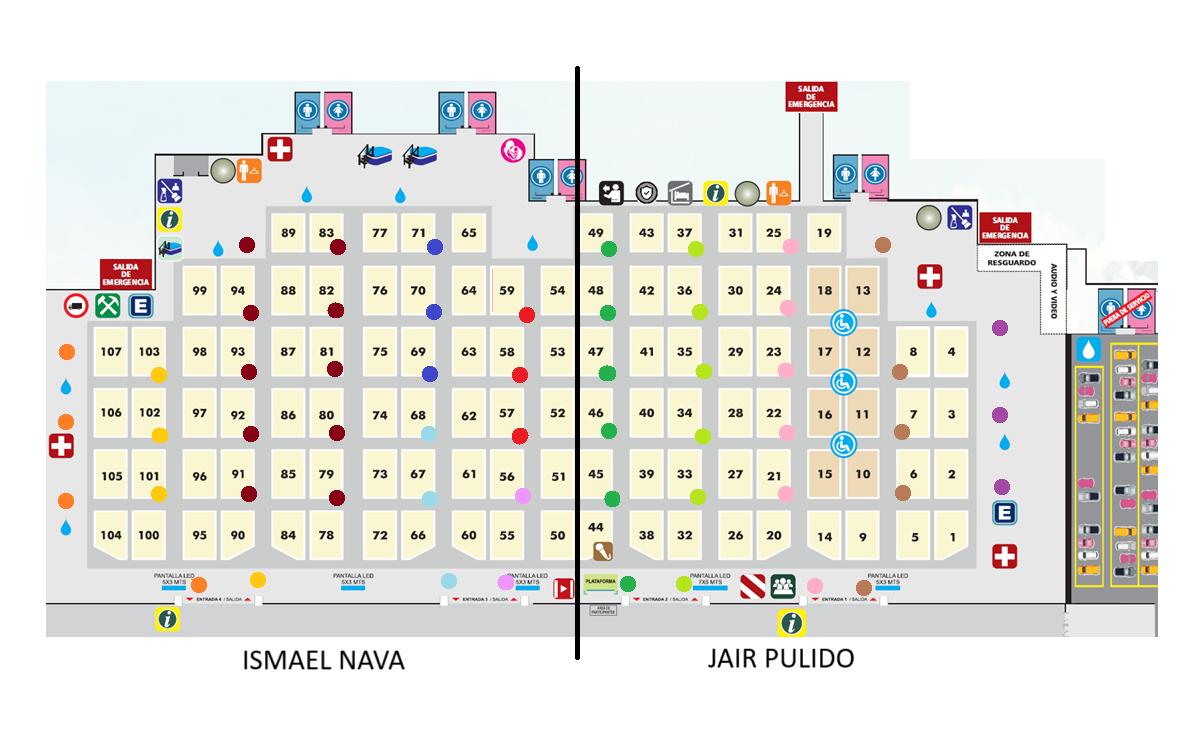 SALIDA
DE
EMERGENCIA
89 83 77 71 65 49 43 37 31 25 19
SALIDA
DE
EMERGENCIA
ZONA DE
RESGUARDO
AUDIO Y VIDEO
SALIDA
DE
EMERGENCIA
99 94 88 82 76 70 64 59 54 48 42 36 30 24 18 13
FUERA DE SERVICIO
E
107 103 98 93 87 81 75 69 63 58 53 47 41 35 29 23 17 12 8 4
106 102 97 92 86 80 74 68 62 57 52 46 40 34 28 22 16 11 7 3
105 101 96 91 85 79 73 67 61 56 51 45 39 33 27 21 15 10 6 2
E
104 100 95 90 84 78 72 66 60 55 50 44 38 32 26 20 14 9 5 1
PANTALLA LED
5X3 MTS
PANTALLA LED
5X3 MTS
PANTALLA LED
5X3 MTS
PLATAFORMA
PANTALLA LED
7X5 MTS
PANTALLA LED
5X3 MTS
ENTRADA 4 / SALIDA
ENTRADA 3 / SALIDA
ENTRADA 2 / SALIDA
ENTRADA 1 / SALIDA
ÁREA DE
PARTICIPANTES
ISMAEL NAVA
JAIR PULIDO